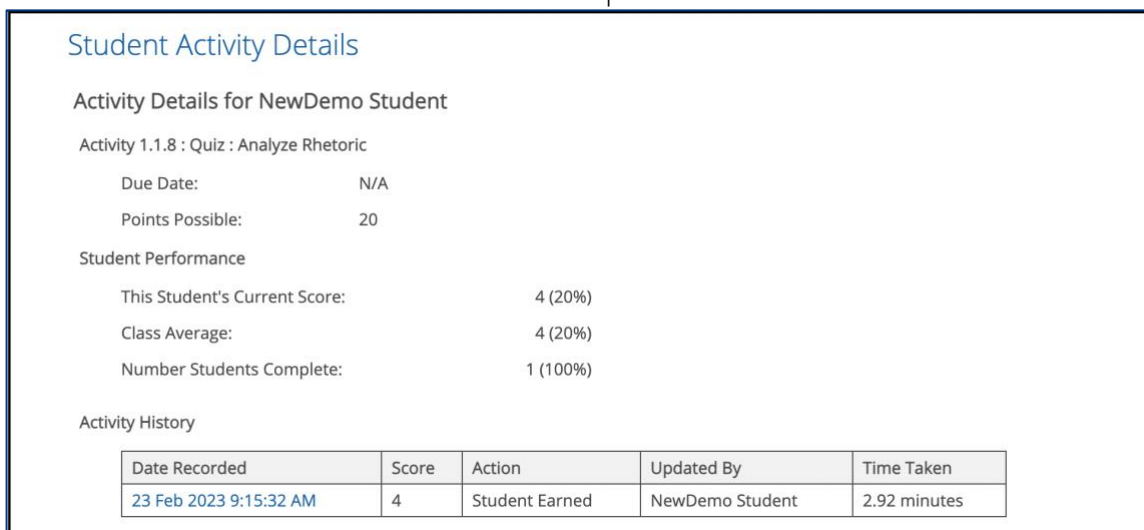 Student Activity Details
Activity Details for NewDemo Student
Activity 1.1.8 : Quiz : Analyze Rhetoric
Due Date: N/A
Points Possible: 20
Student Performance
This Student's Current Score: 4 (20%)
Class Average: 4 (20%)
Number Students Complete: 1 (100%)
Activity History
Date Recorded Score Action Updated By Time Taken
23 Feb 2023 9:15:32 AM 4 Student Earned NewDemo Student 2.92 minutes